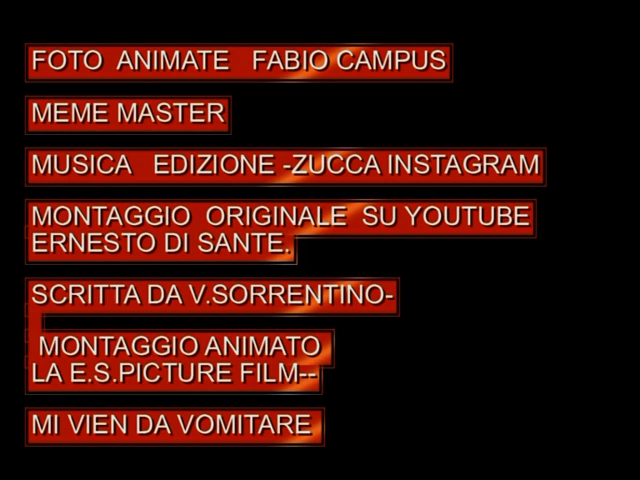 FOTO  ANIMATE   FABIO CAMPUS
MEME MASTER
MUSICA   EDIZIONE -ZUCCA INSTAGRAM
MONTAGGIO  ORIGINALE  SU YOUTUBE
ERNESTO DI SANTE.
SCRITTA DA V.SORRENTINO-
MONTAGGIO ANIMATO
LA E.S.PICTURE FILM--
MI VIEN DA VOMITARE